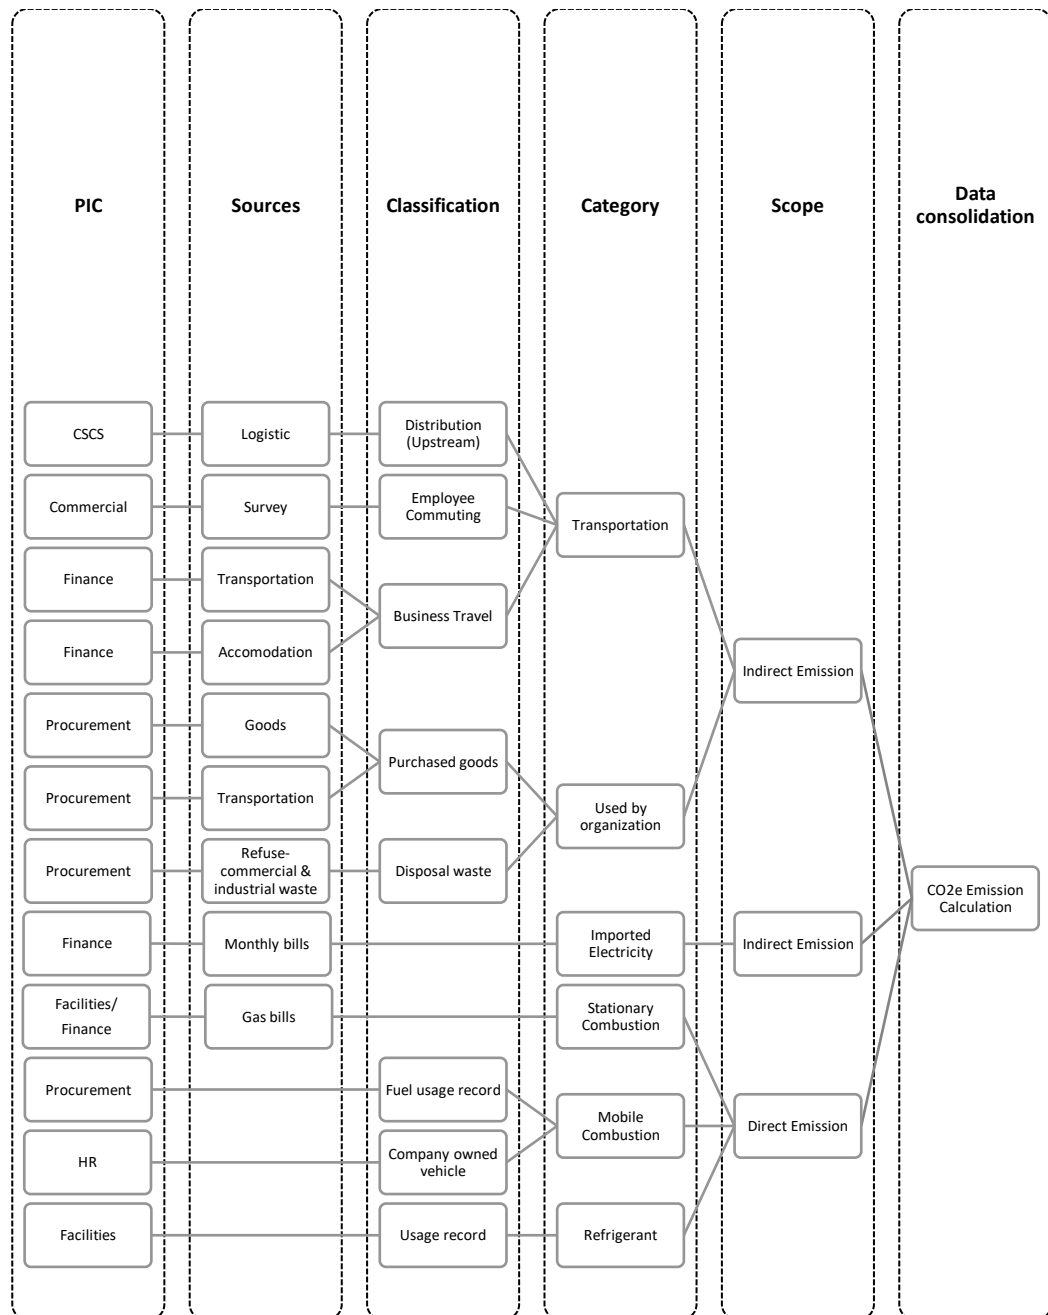 PIC
Sources
Classification
Category
Scope
Data
consolidation
CSCS
Logistic
Distribution
(Upstream)
Commercial
Survey
Employee
Commuting
Transportation
Finance
Transportation
Business Travel
Finance
Accomodation
Indirect Emission
Procurement
Goods
Purchased goods
Procurement
Transportation
Used by
organization
Procurement
Refuse-
commercial &
industrial waste
Disposal waste
CO2e Emission
Calculation
Finance
Monthly bills
Imported
Electricity
Indirect Emission
Facilities/
Finance
Gas bills
Stationary
Combustion
Procurement
Fuel usage record
Mobile
Combustion
Direct Emission
HR
Company owned
vehicle
Facilities
Usage record
Refrigerant